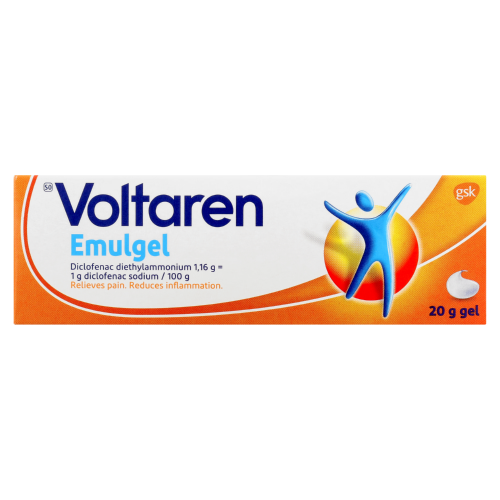 S0
Voltaren
Emulgel
Diclofenac diethylammonium 1,16 g =
1 g diclofenac sodium / 100 g
Relieves pain. Reduces inflammation.
gsk
20 g gel